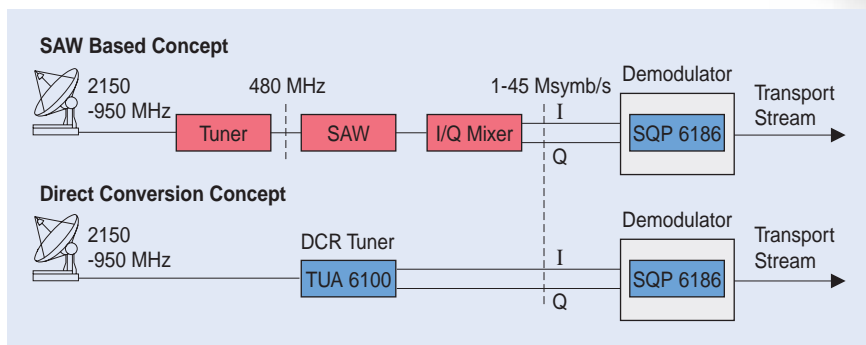 SAW Based Concept
2150
-950 MHz
480 MHz
1-45 Msymb/s
Demodulator
Tuner
SAW
I/Q Mixer
I
Q
SQP 6186
Transport
Stream
Direct Conversion Concept
2150
-950 MHz
DCR Tuner
TUA 6100
I
Q
Demodulator
SQP 6186
Transport
Stream